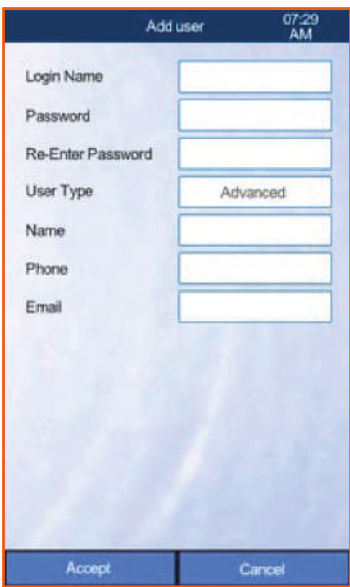 Add user
07:29
AM
Login Name
Password
Re-Enter Password
User Type
Advanced
Name
Phone
Email
Accept
Cancel